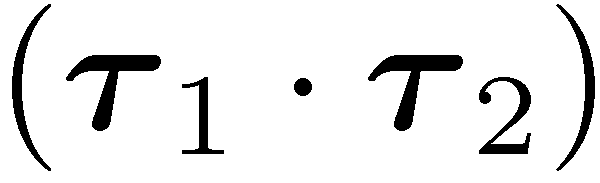 (𝝉₁ · 𝝉₂)